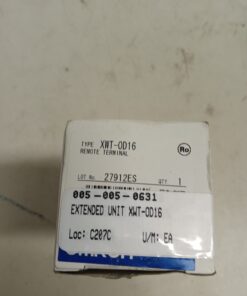 TYPE XWT-OD16
REMOTE TERMINAL
Ro
LOT No. 27912ES QTY 1
005-005-0631
EXTENDED UNIT XWT-OD16
Loc: C207C U/M: EA